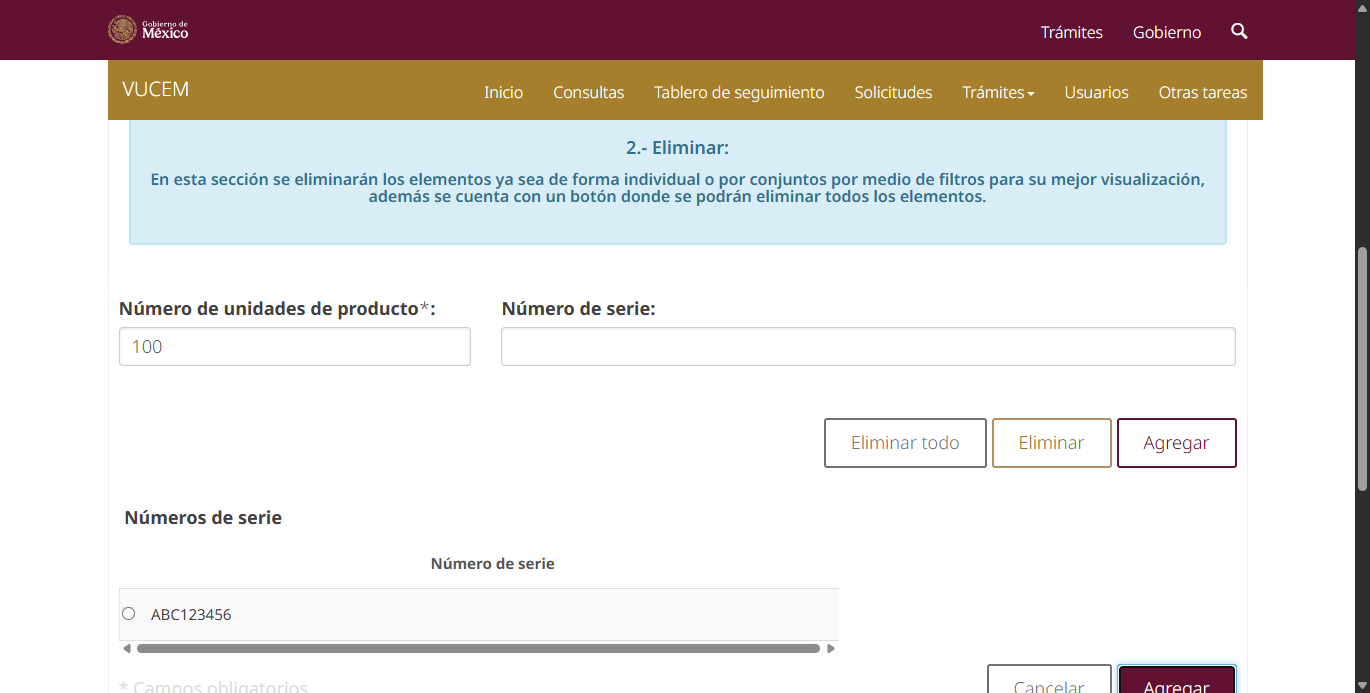 Gobierno de
México
Trámites Gobierno
VUCEM
Inicio Consultas Tablero de seguimiento Solicitudes Trámites Usuarios Otras tareas
2.- Eliminar:
En esta sección se eliminarán los elementos ya sea de forma individual o por conjuntos por medio de filtros para su mejor visualización,
además se cuenta con un botón donde se podrán eliminar todos los elementos.
Número de unidades de producto*: Número de serie:
100
Eliminar todo Eliminar Agregar
Números de serie
Número de serie
ABC123456
* Campos obligatorios
Cancelar Agregar